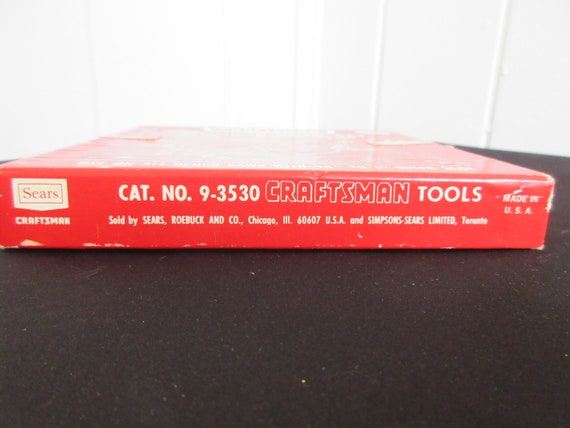 Sears
CRAFTSMAN
CAT. NO. 9-3530 CRAFTSMAN TOOLS
Sold by SEARS, ROEBUCK AND CO., Chicago, Ill. 60607 U.S.A. and SIMPSONS-SEARS LIMITED, Toronto
MADE IN
U. S. A.